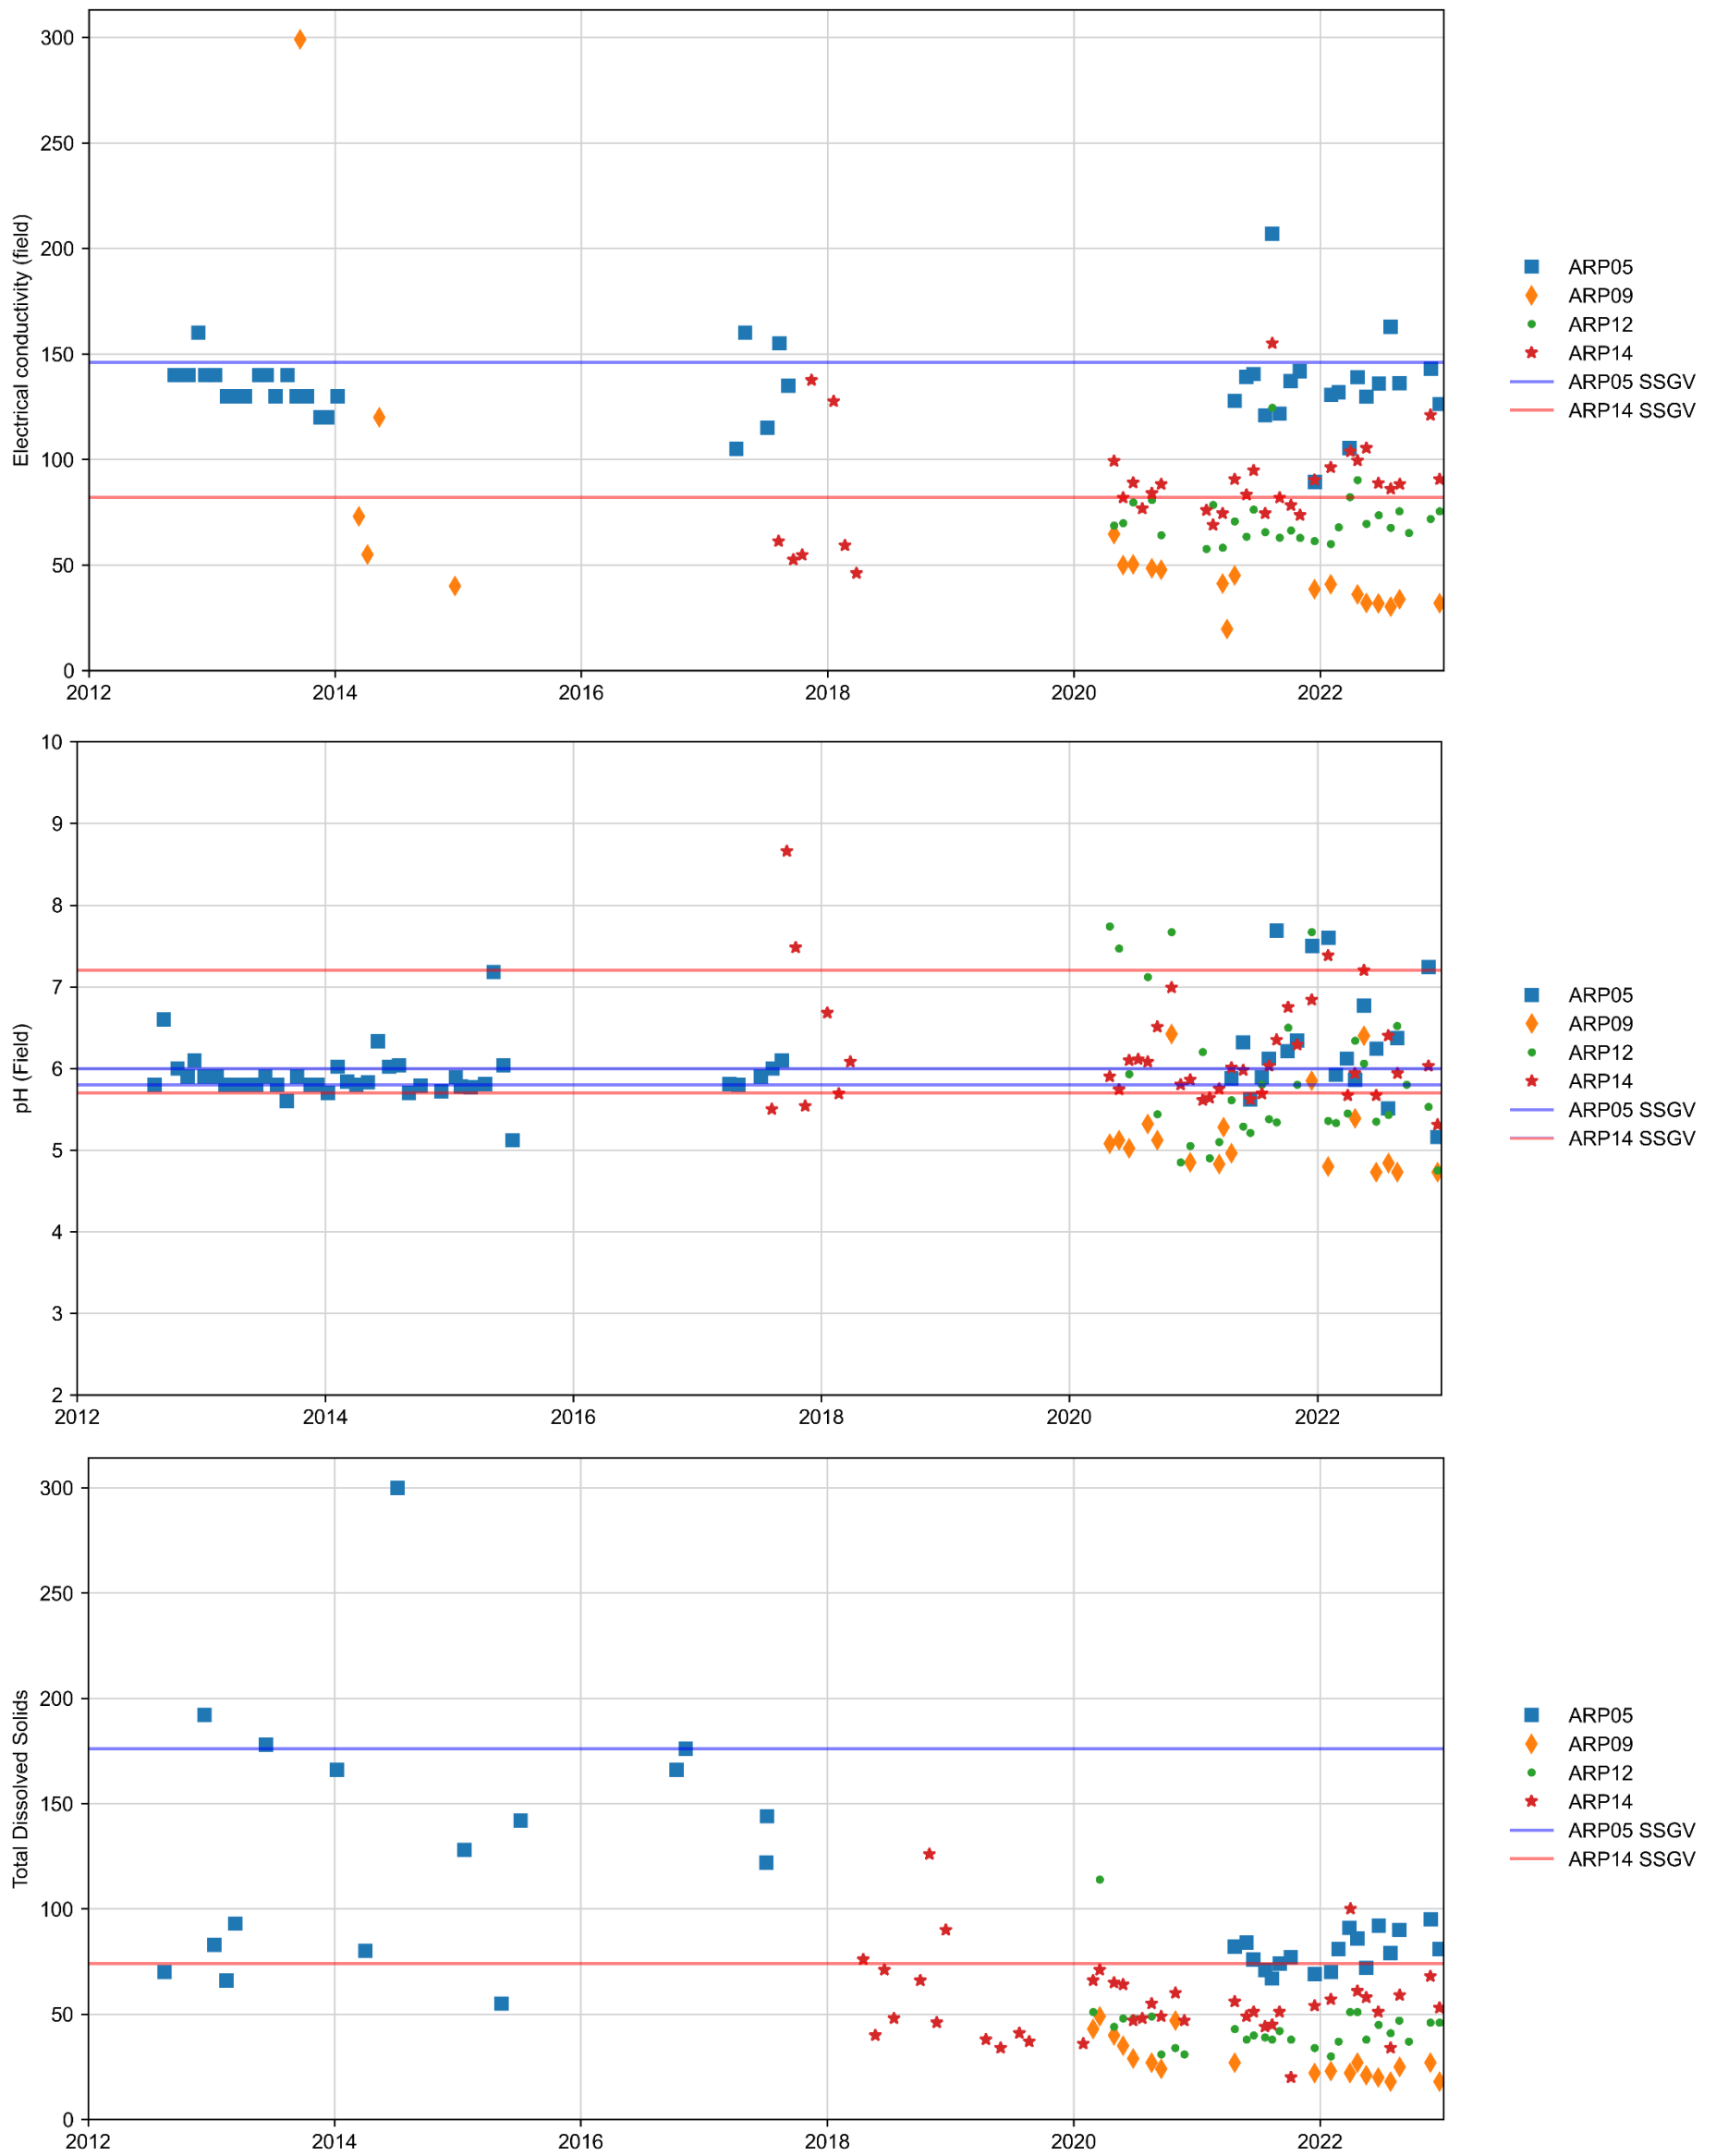 300
250
200
150
100
50
0
Electrical conductivity (field)
2012 2014 2016 2018 2020 2022
ARP05
ARP09
ARP12
ARP14
ARP05 SSGV
ARP14 SSGV
10
9
8
7
6
5
4
3
2
pH (Field)
2012 2014 2016 2018 2020 2022
ARP05
ARP09
ARP12
ARP14
ARP05 SSGV
ARP14 SSGV
300
250
200
150
100
50
0
Total Dissolved Solids
2012 2014 2016 2018 2020 2022
ARP05
ARP09
ARP12
ARP14
ARP05 SSGV
ARP14 SSGV